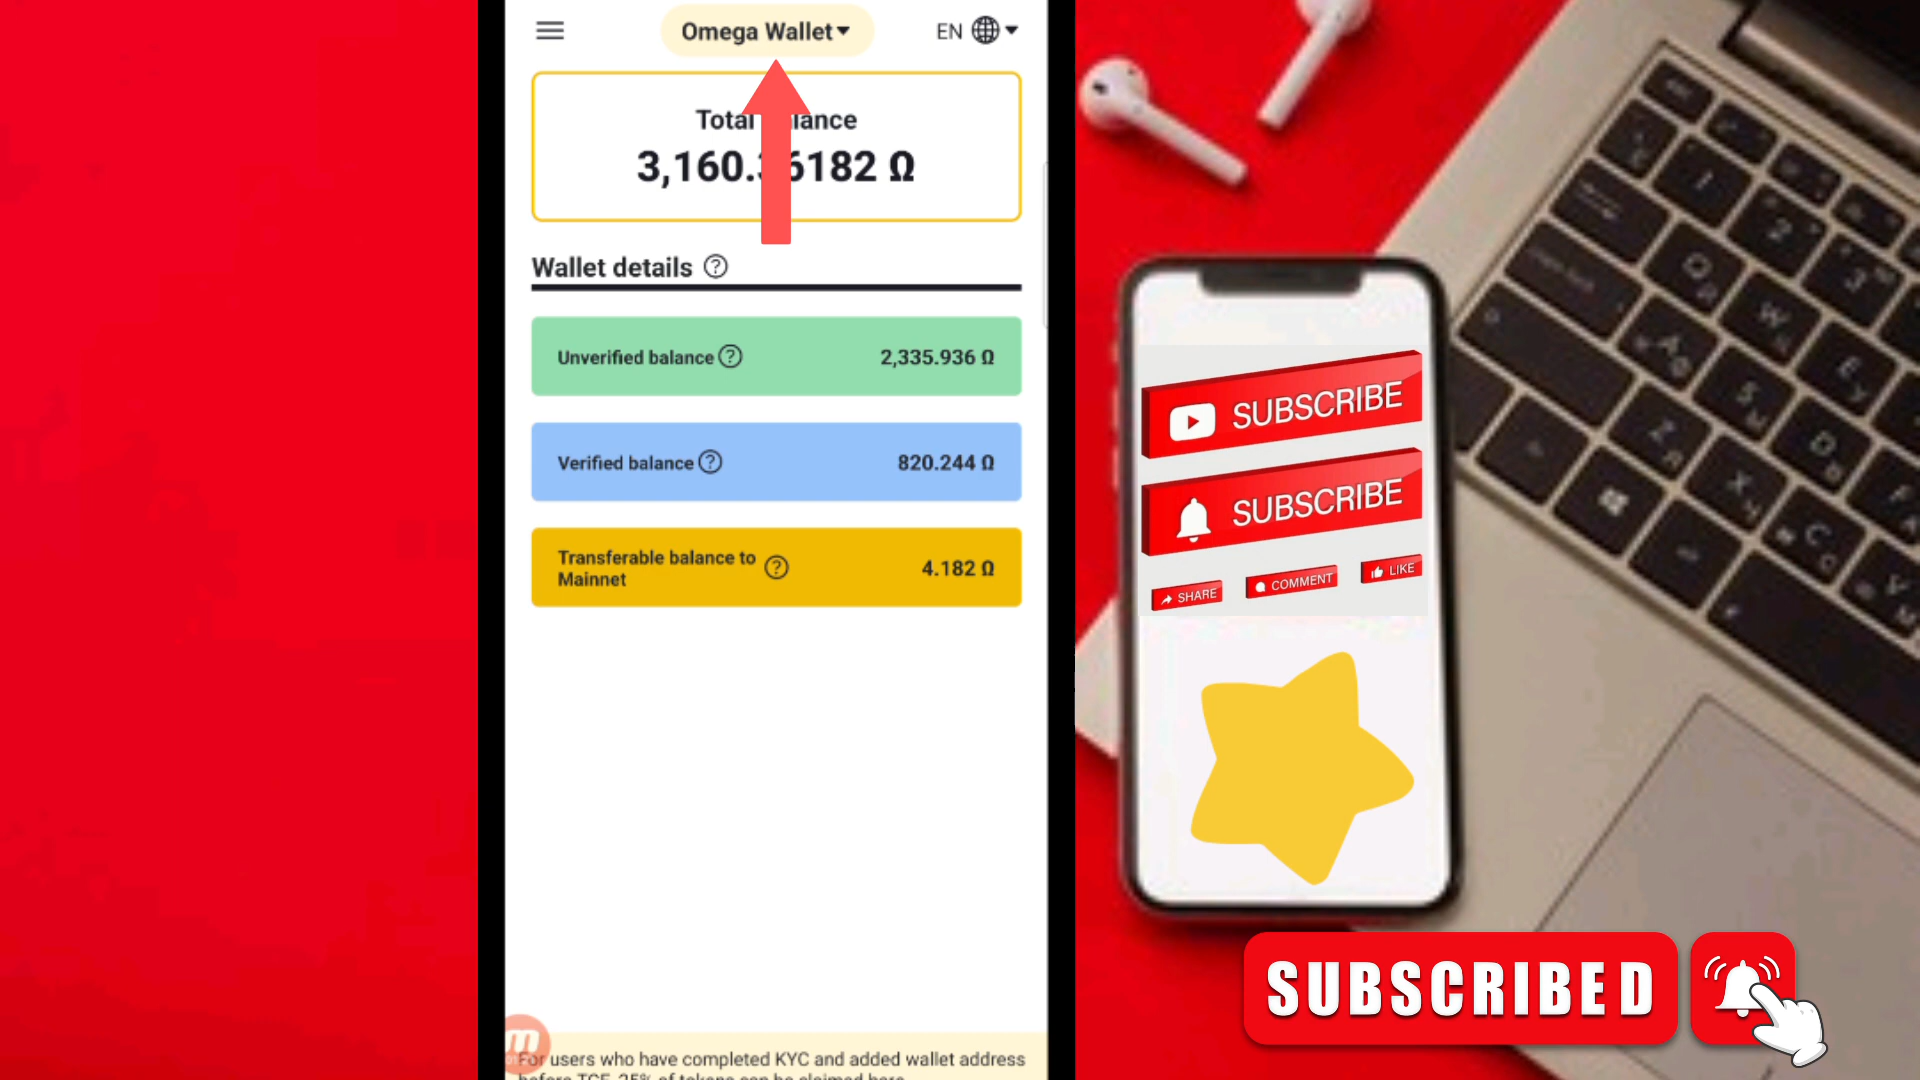 Omega Wallet
EN
Total
3,160.36182 Ω
Wallet details ?
Unverified balance ? 2,335.936 Ω
Verified balance ? 820.244 Ω
Transferable balance to
Mainnet ? 4.182 Ω
For users who have completed KYC and added wallet address
SUBSCRIBE
SUBSCRIBE
SHARE
COMMENT
LIKE
SUBSCRIBED